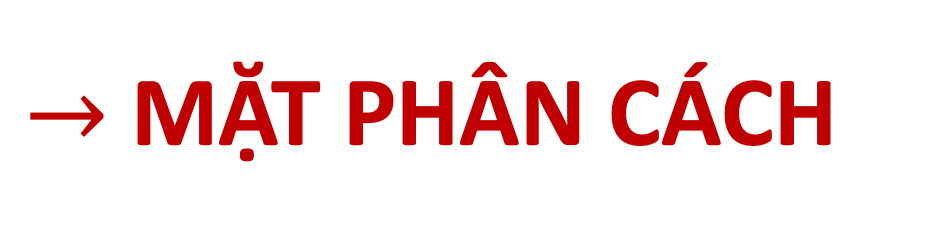 → MẶT PHÂN CÁCH